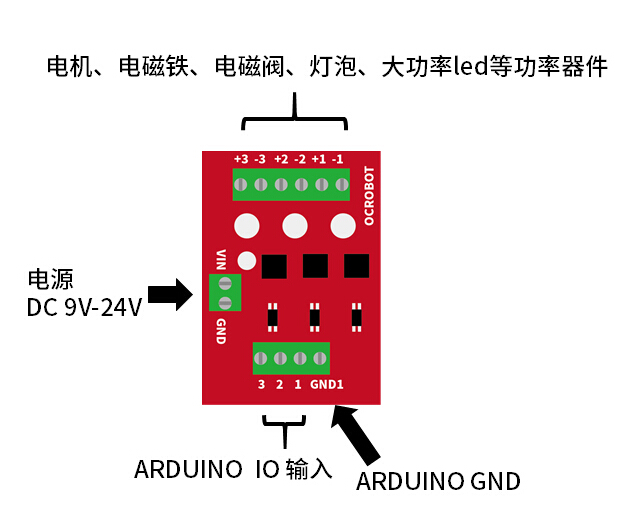 电机、电磁铁、电磁阀、灯泡、大功率led等功率器件
+3 -3 +2 -2 +1 -1
OCROBOT
VIN
电源
DC 9V-24V
GND
3 2 1 GND1
ARDUINO IO 输入
ARDUINO GND